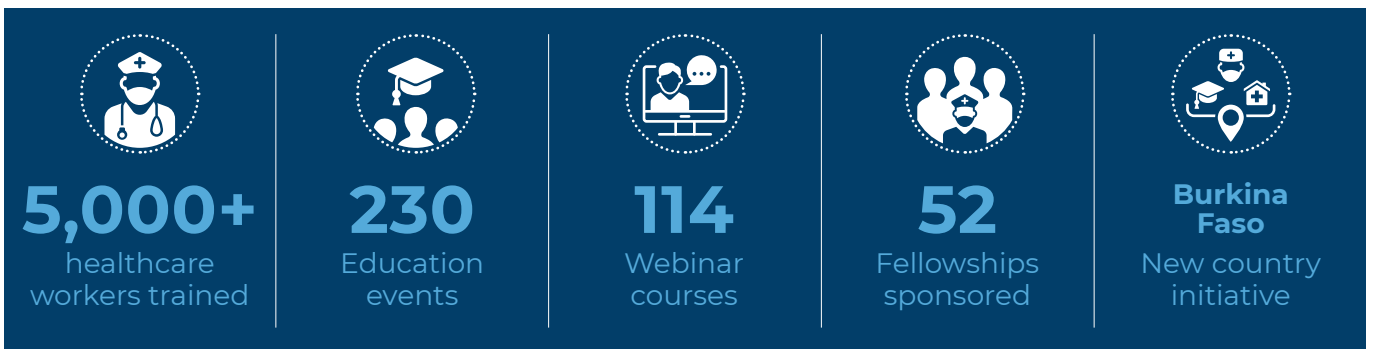 5,000+
healthcare
workers trained
230
Education
events
114
Webinar
courses
52
Fellowships
sponsored
Burkina
Faso
New country
initiative